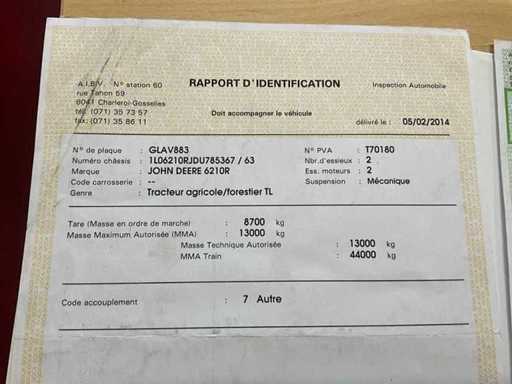 A.I.B.V. N° station 60
rue Tahon 59
6041 Charleroi-Gosselies
tél. (071) 35 73 57
fax:(071) 35 86 11
RAPPORT D'IDENTIFICATION
Inspection Automobile
Doit accompagner le véhicule
délivré le : 05/02/2014
N° de plaque : GLAV883
N° PVA : T70180
Numéro châssis : 1L06210RJDU785367 / 63
Nbr.d'essieux : 2
Marque : JOHN DEERE 6210R
Ess. moteurs : 2
Code carrosserie : --
Suspension : Mécanique
Genre : Tracteur agricole/forestier TL
Tare (Masse en ordre de marche) : 8700 kg
Masse Maximum Autorisée (MMA) : 13000 kg
Masse Technique Autorisée : 13000 kg
MMA Train : 44000 kg
Code accouplement : 7 Autre